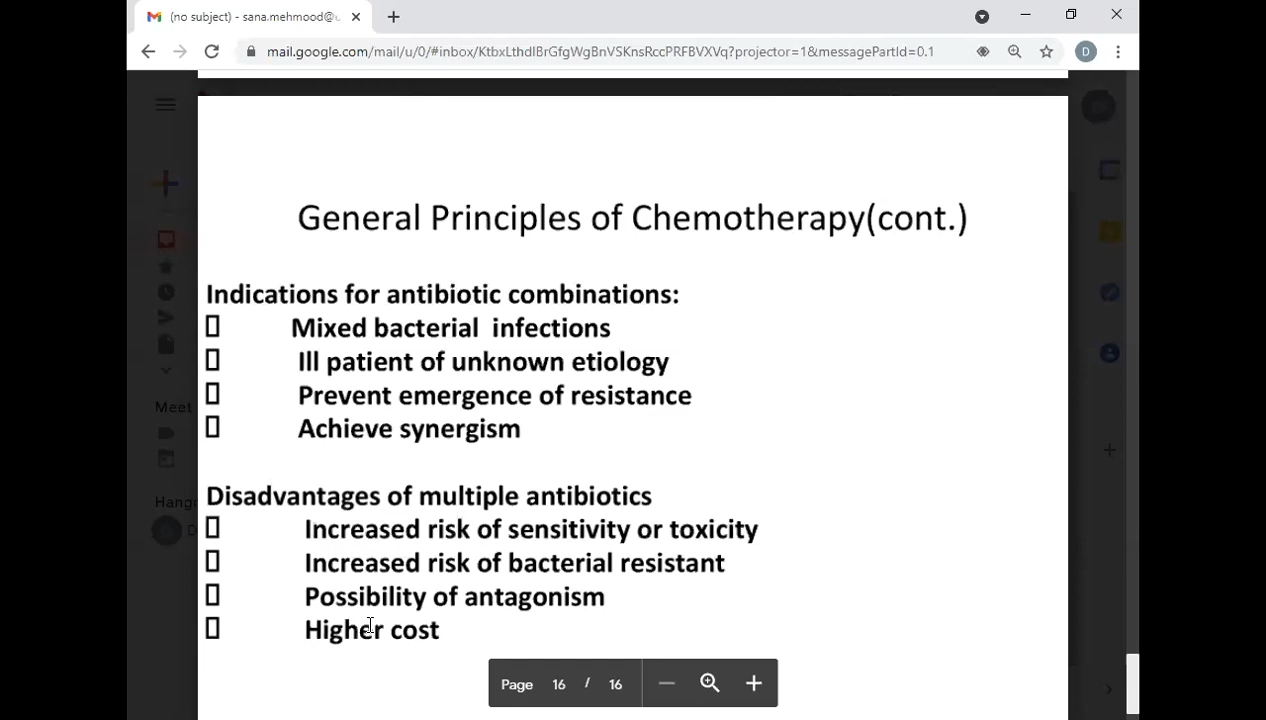 (no subject) - sana.mehmood@u
mail.google.com/mail/u/0/#inbox/KtbxLthdlBrGfgWgBnVSKnsRccPRFBVXVq?projector=1&messagePartId=0.1
D
General Principles of Chemotherapy(cont.)
Indications for antibiotic combinations:
Mixed bacterial  infections
Ill patient of unknown etiology
Prevent emergence of resistance
Achieve synergism
Meet
Disadvantages of multiple antibiotics
Hango
Increased risk of sensitivity or toxicity
D
Increased risk of bacterial resistant
Possibility of antagonism
Higher cost
Page 16 / 16